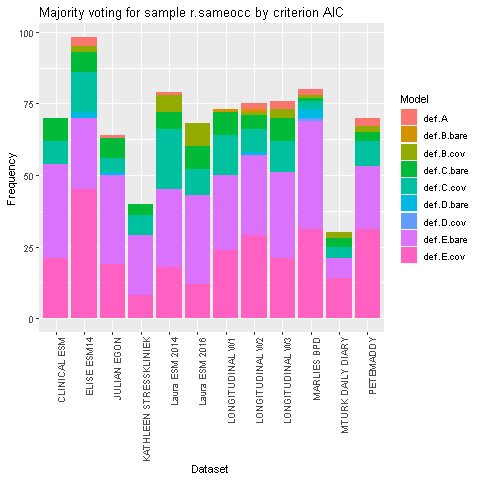 Majority voting for sample r.sameocc by criterion AIC
100
75
50
25
0
Frequency
CLINICAL ESM
ELISE ESM14
JULIAN EGON
KATHLEEN STRESSKLINIEK
Laura ESM 2014
Laura ESM 2016
LONGITUDINAL W1
LONGITUDINAL W2
LONGITUDINAL W3
MARLIES BPD
MTURK DAILY DIARY
PETEMADDY
Dataset
Model
def.A
def.B.bare
def.B.cov
def.C.bare
def.C.cov
def.D.bare
def.D.cov
def.E.bare
def.E.cov